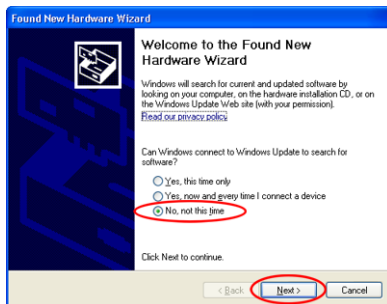 Found New Hardware Wizard
Welcome to the Found New
Hardware Wizard
Windows will search for current and updated software by
looking on your computer, on the hardware installation CD, or on
the Windows Update Web site (with your permission).
Read our privacy policy
Can Windows connect to Windows Update to search for
software?
Yes, this time only
Yes, now and every time I connect a device
No, not this time
Click Next to continue.
< Back Next > Cancel